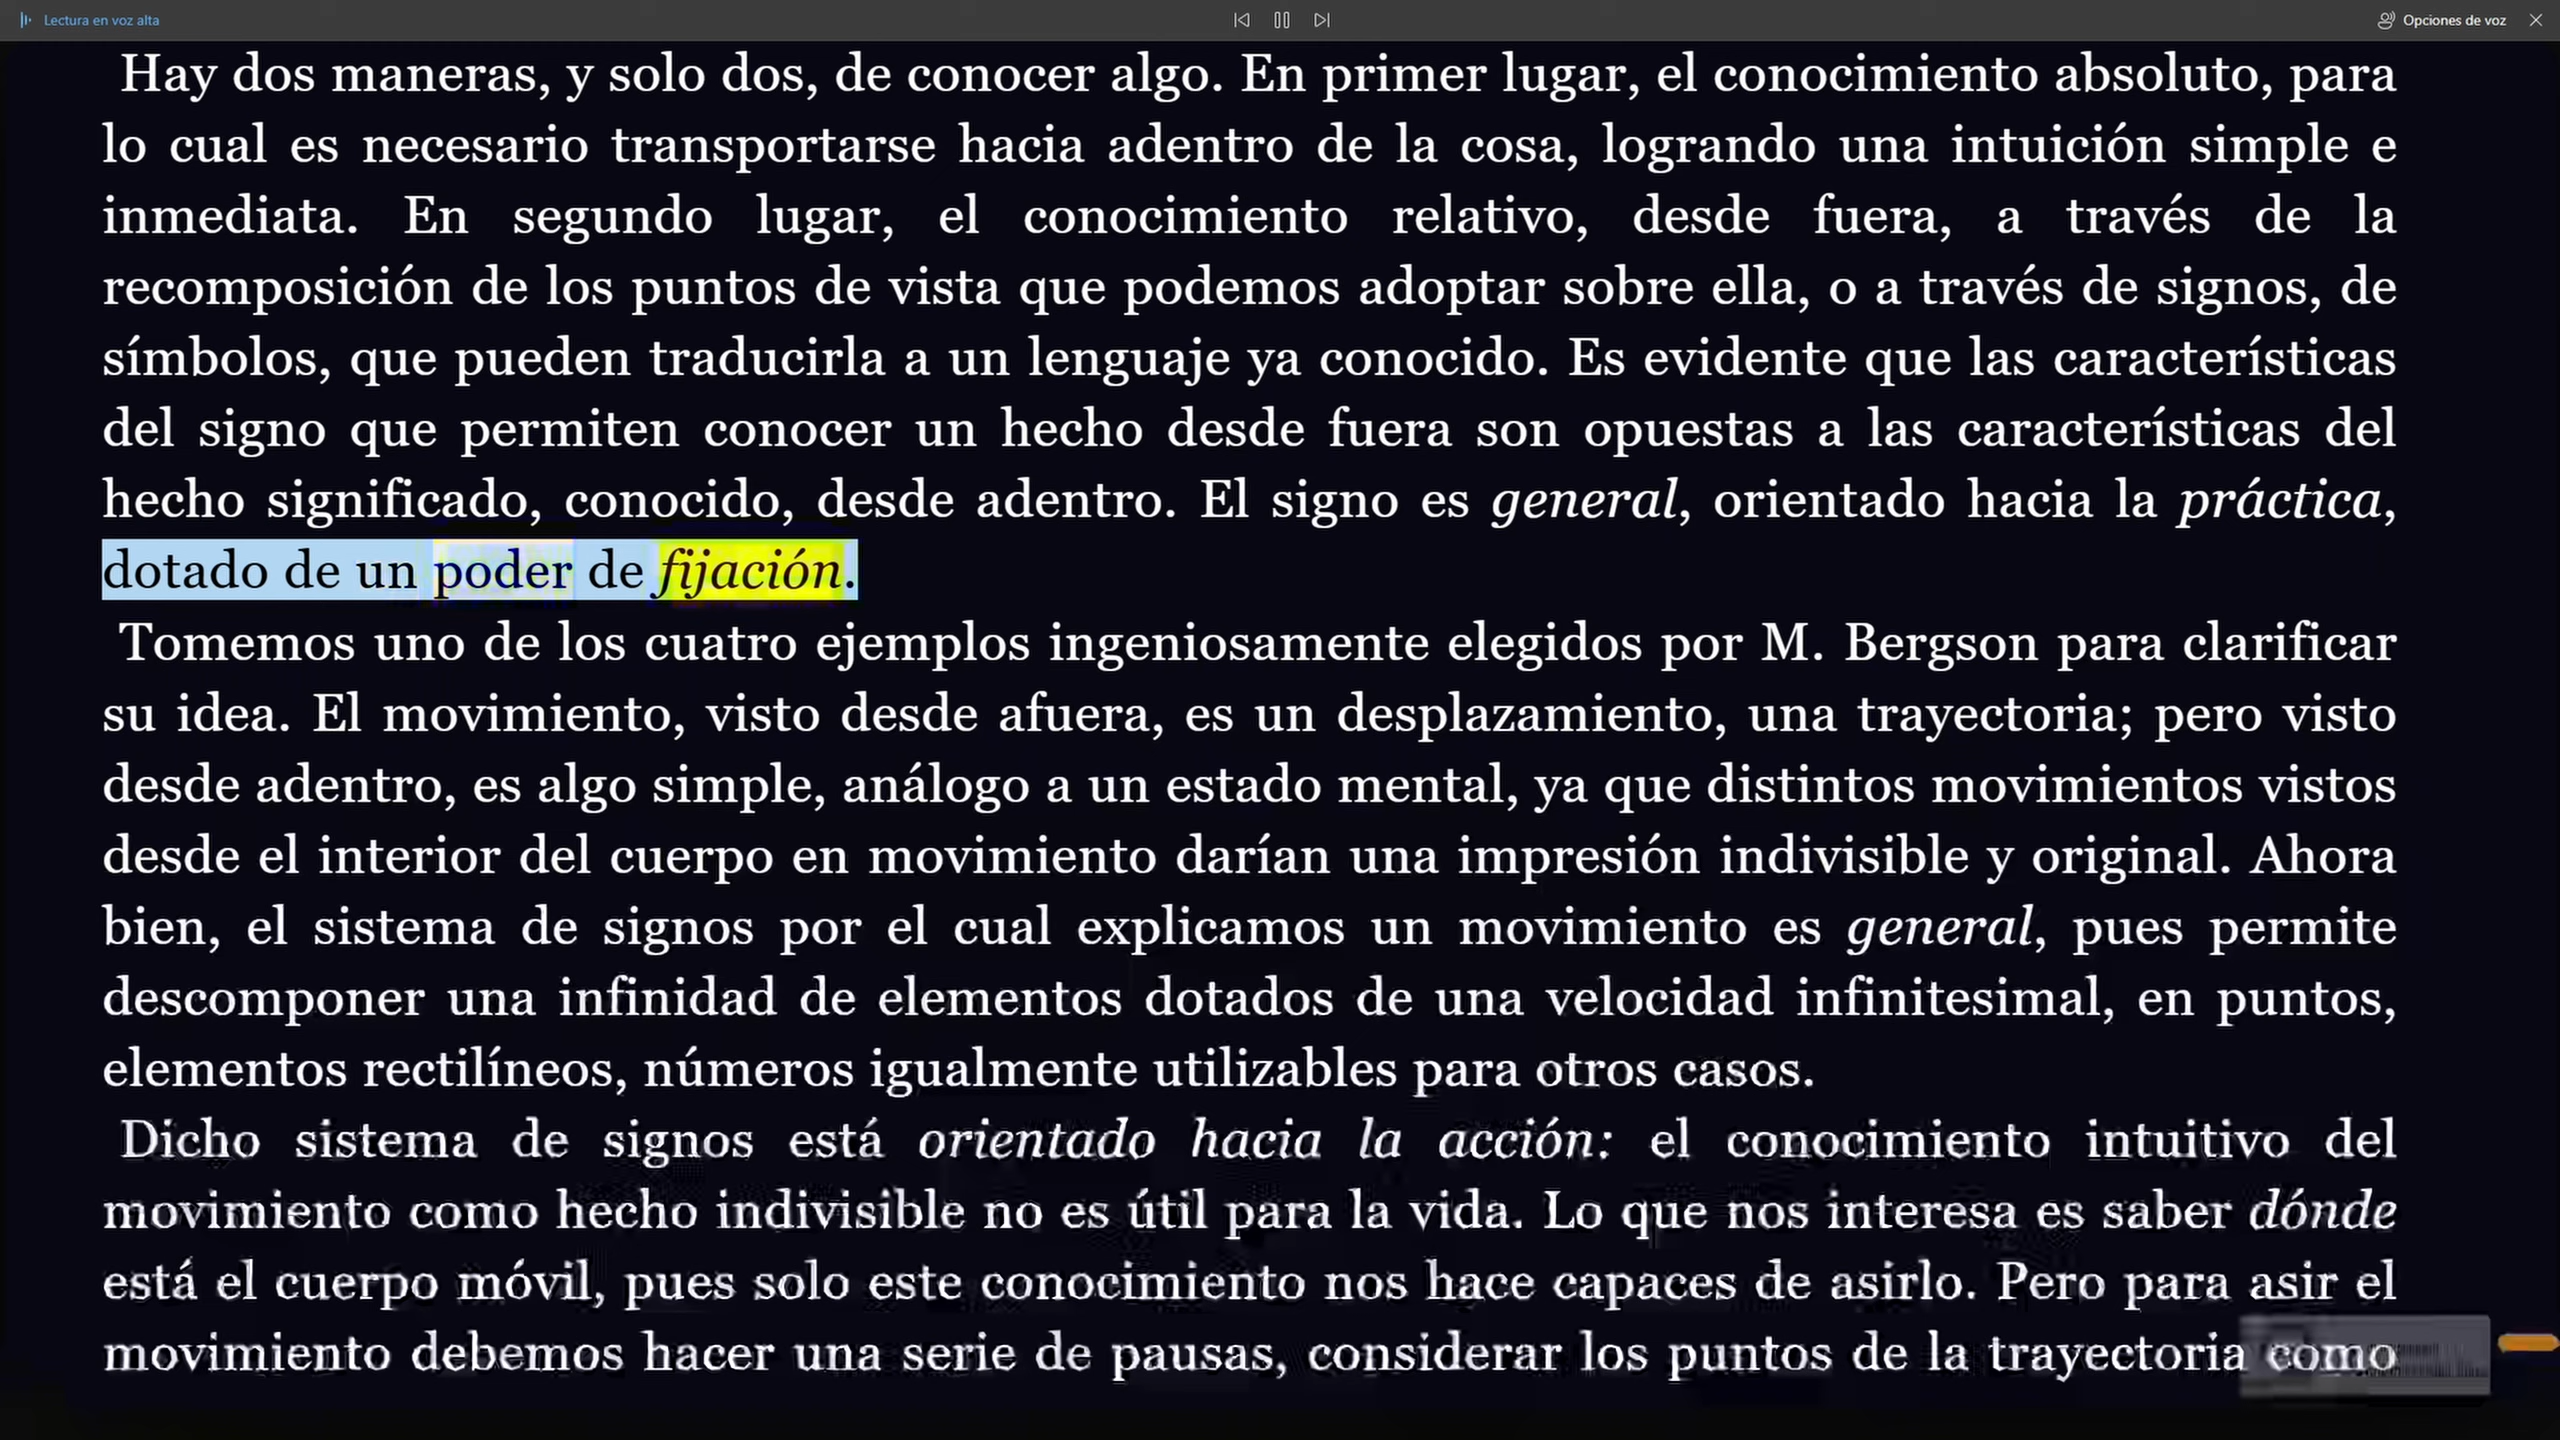 Lectura en voz alta
Opciones de voz
Hay dos maneras, y solo dos, de conocer algo. En primer lugar, el conocimiento absoluto, para
lo cual es necesario transportarse hacia adentro de la cosa, logrando una intuición simple e
inmediata. En segundo lugar, el conocimiento relativo, desde fuera, a través de la
recomposición de los puntos de vista que podemos adoptar sobre ella, o a través de signos, de
símbolos, que pueden traducirla a un lenguaje ya conocido. Es evidente que las características
del signo que permiten conocer un hecho desde fuera son opuestas a las características del
hecho significado, conocido, desde adentro. El signo es general, orientado hacia la práctica,
dotado de un poder de fijación.
Tomemos uno de los cuatro ejemplos ingeniosamente elegidos por M. Bergson para clarificar
su idea. El movimiento, visto desde afuera, es un desplazamiento, una trayectoria; pero visto
desde adentro, es algo simple, análogo a un estado mental, ya que distintos movimientos vistos
desde el interior del cuerpo en movimiento darían una impresión indivisible y original. Ahora
bien, el sistema de signos por el cual explicamos un movimiento es general, pues permite
descomponer una infinidad de elementos dotados de una velocidad infinitesimal, en puntos,
elementos rectilíneos, números igualmente utilizables para otros casos.
Dicho sistema de signos está orientado hacia la acción: el conocimiento intuitivo del
movimiento como hecho indivisible no es útil para la vida. Lo que nos interesa es saber dónde
está el cuerpo móvil, pues solo este conocimiento nos hace capaces de asirlo. Pero para asir el
movimiento debemos hacer una serie de pausas, considerar los puntos de la trayectoria como